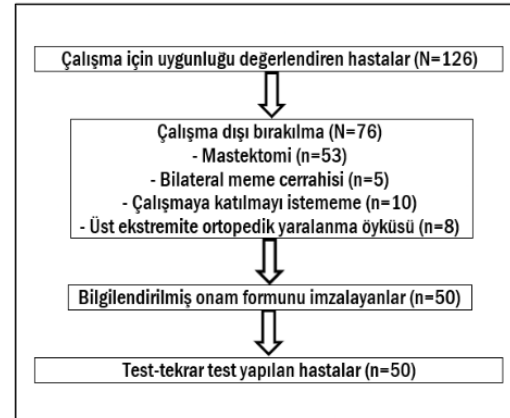 Çalışma için uygunluğu değerlendiren hastalar (N=126)
Çalışma dışı bırakılma (N=76)
- Mastektomi (n=53)
- Bilateral meme cerrahisi (n=5)
- Çalışmaya katılmayı istememe (n=10)
- Üst ekstremite ortopedik yaralanma öyküsü (n=8)
Bilgilendirilmiş onam formunu imzalayanlar (n=50)
Test-tekrar test yapılan hastalar (n=50)